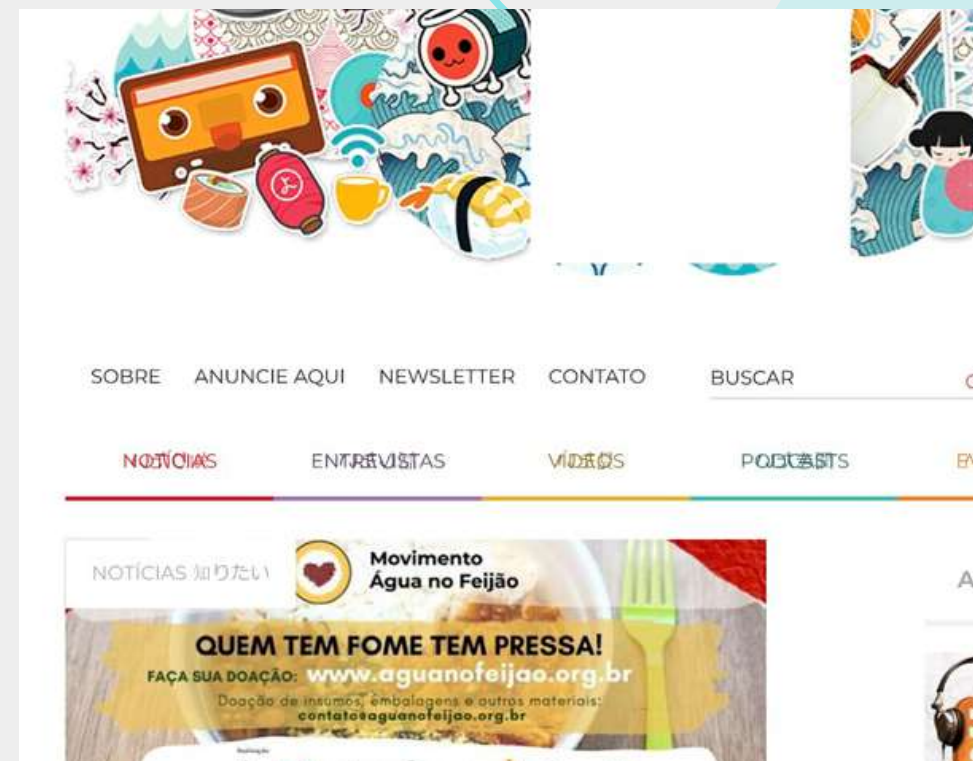 SOBRE ANUNCIE AQUI NEWSLETTER CONTATO BUSCAR
NOTÍCIAS ENTREVISTAS VÍDEOS PODCASTS
NOTÍCIAS 知りたい
Movimento
Água no Feijão
QUEM TEM FOME TEM PRESSA!
FAÇA SUA DOAÇÃO: www.aguanofeijao.org.br
Doação de insumos, embalagens e outros materiais:
contato@aguanofeijao.org.br
Realização